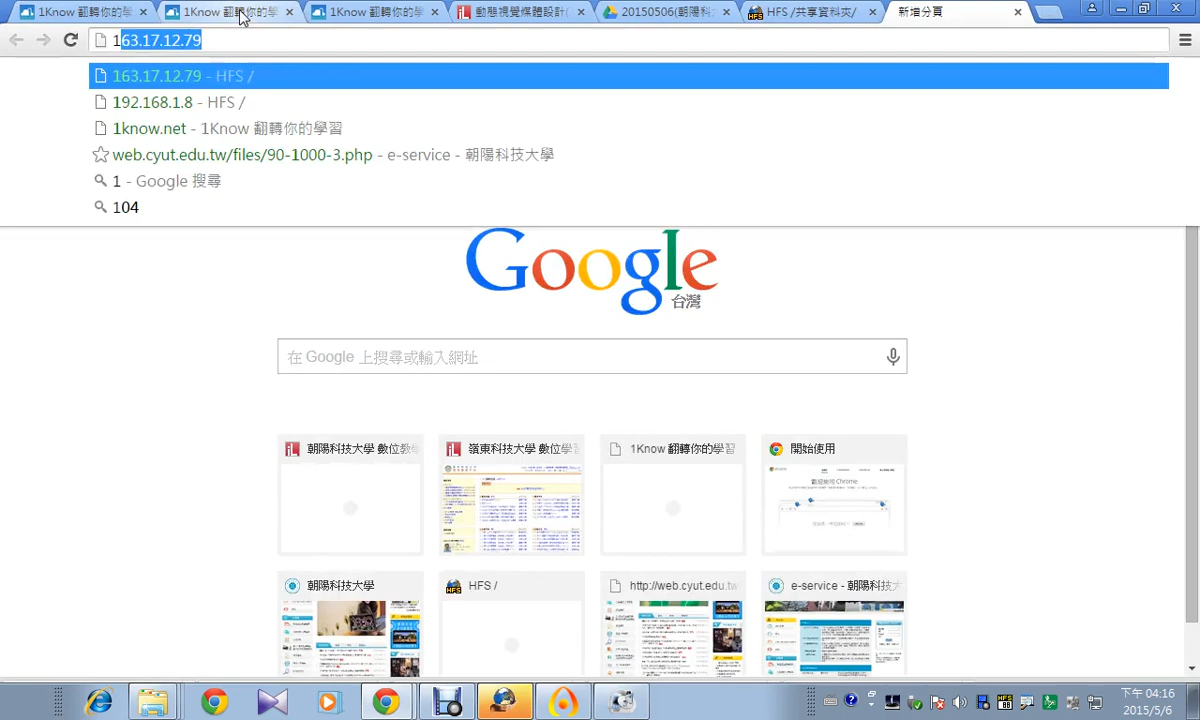 1Know 翻轉你的學
1Know 翻轉你的學
1Know 翻轉你的學
動態視覺媒體設計(
20150506(朝陽科大
HFS /共享資料夾/
新增分頁
163.17.12.79
163.17.12.79 - HFS /
192.168.1.8 - HFS /
1know.net - 1Know 翻轉你的學習
web.cyut.edu.tw/files/90-1000-3.php - e-service - 朝陽科技大學
1 - Google 搜尋
104
Google
台灣
在 Google 上搜尋或輸入網址
朝陽科技大學 數位教學
嶺東科技大學 數位學習
1Know 翻轉你的學習
開始使用
朝陽科技大學
HFS /
http://web.cyut.edu.tw
e-service - 朝陽科技大
下午 04:16
2015/5/6